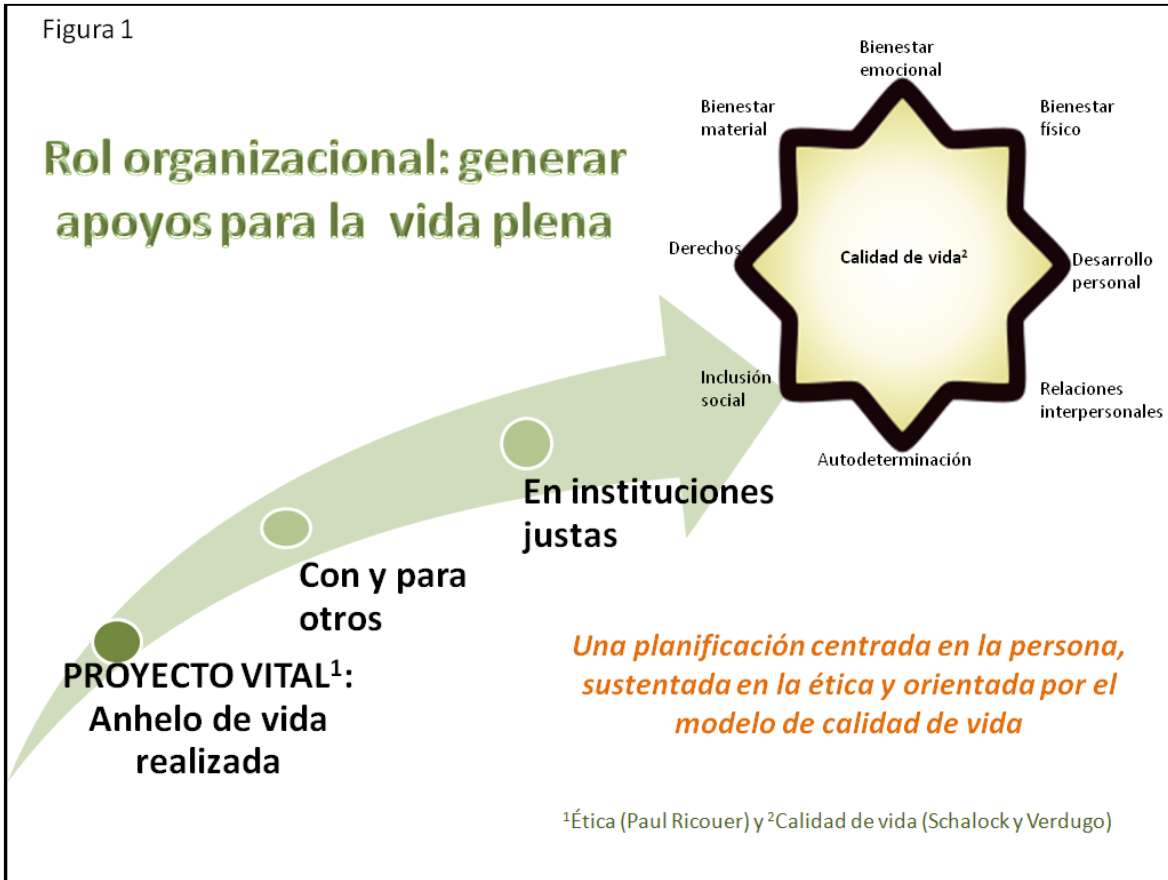 Figura 1
Rol organizacional: generar
apoyos para la vida plena
Bienestar
emocional
Bienestar
material
Bienestar
físico
Derechos
Calidad de vida²
Desarrollo
personal
Inclusión
social
Relaciones
interpersonales
Autodeterminación
En instituciones
justas
Con y para
otros
PROYECTO VITAL¹:
Anhelo de vida
realizada
Una planificación centrada en la persona,
sustentada en la ética y orientada por el
modelo de calidad de vida
¹Ética (Paul Ricouer) y ²Calidad de vida (Schalock y Verdugo)